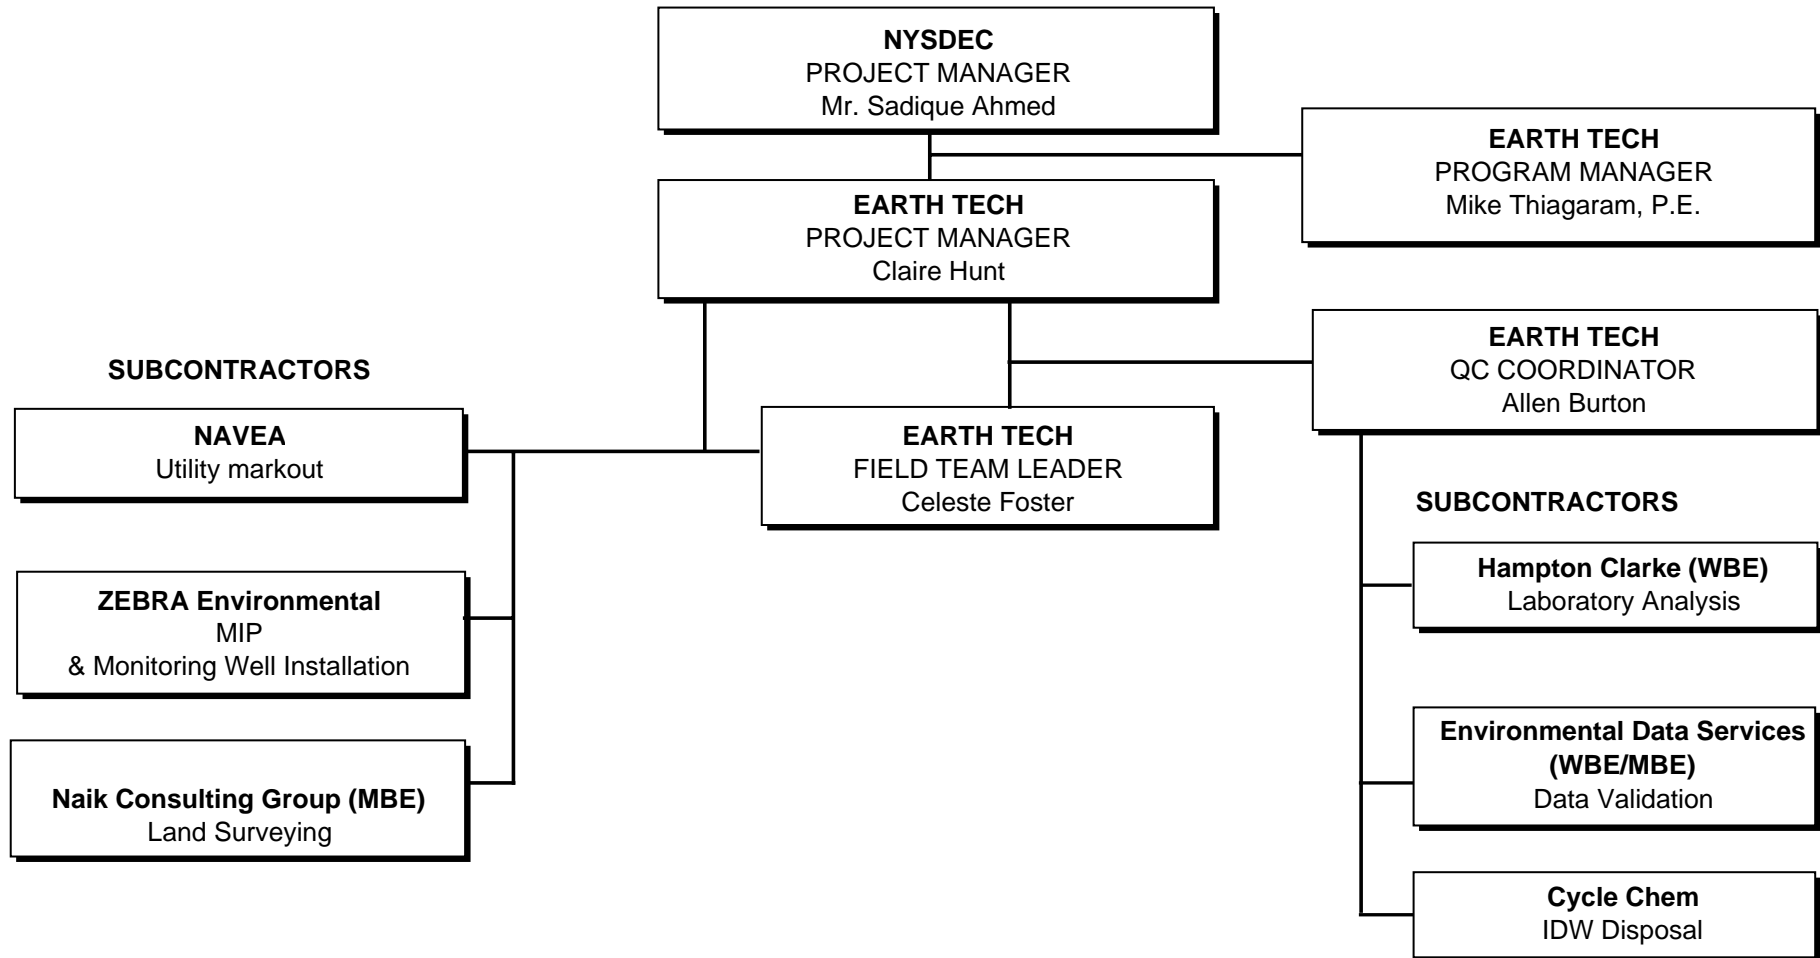 NYSDEC
PROJECT MANAGER
Mr. Sadique Ahmed
EARTH TECH
PROGRAM MANAGER
Mike Thiagaram, P.E.
EARTH TECH
PROJECT MANAGER
Claire Hunt
EARTH TECH
QC COORDINATOR
Allen Burton
SUBCONTRACTORS
NAVEA
Utility markout
EARTH TECH
FIELD TEAM LEADER
Celeste Foster
ZEBRA Environmental
MIP
& Monitoring Well Installation
Naik Consulting Group (MBE)
Land Surveying
SUBCONTRACTORS
Hampton Clarke (WBE)
Laboratory Analysis
Environmental Data Services
(WBE/MBE)
Data Validation
Cycle Chem
IDW Disposal